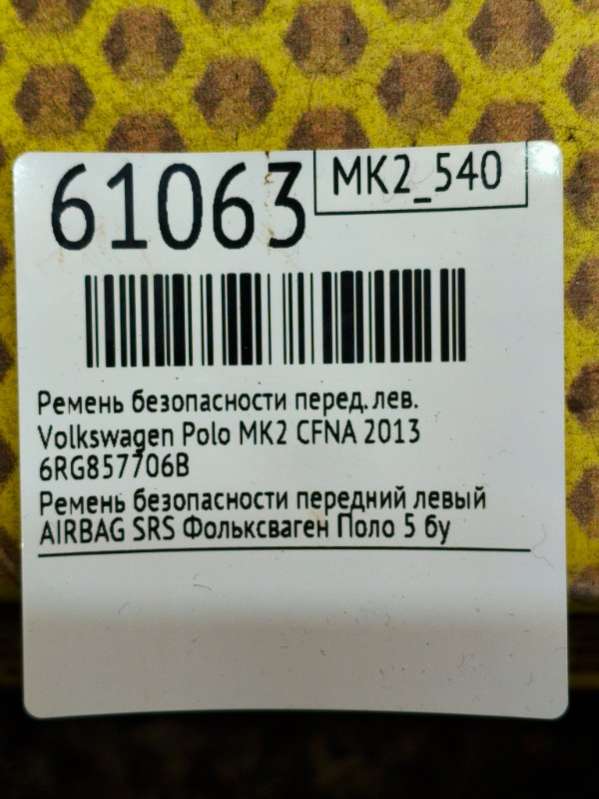 61063
MK2_540
Ремень безопасности перед. лев.
Volkswagen Polo MK2 CFNA 2013
6RG857706B
Ремень безопасности передний левый
AIRBAG SRS Фольксваген Поло 5 бу